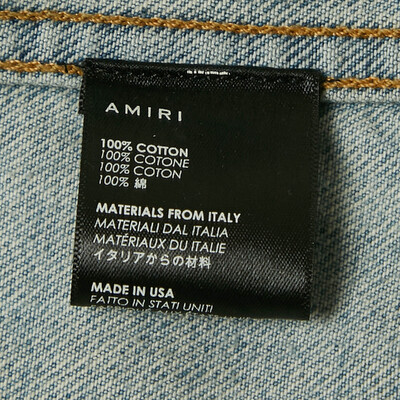 AMIRI
100% COTTON
100% COTONE
100% COTON
100% 綿
MATERIALS FROM ITALY
MATERIALI DAL ITALIA
MATÉRIAUX DU ITALIE
イタリアからの材料
MADE IN USA
FATTO IN STATI UNITI